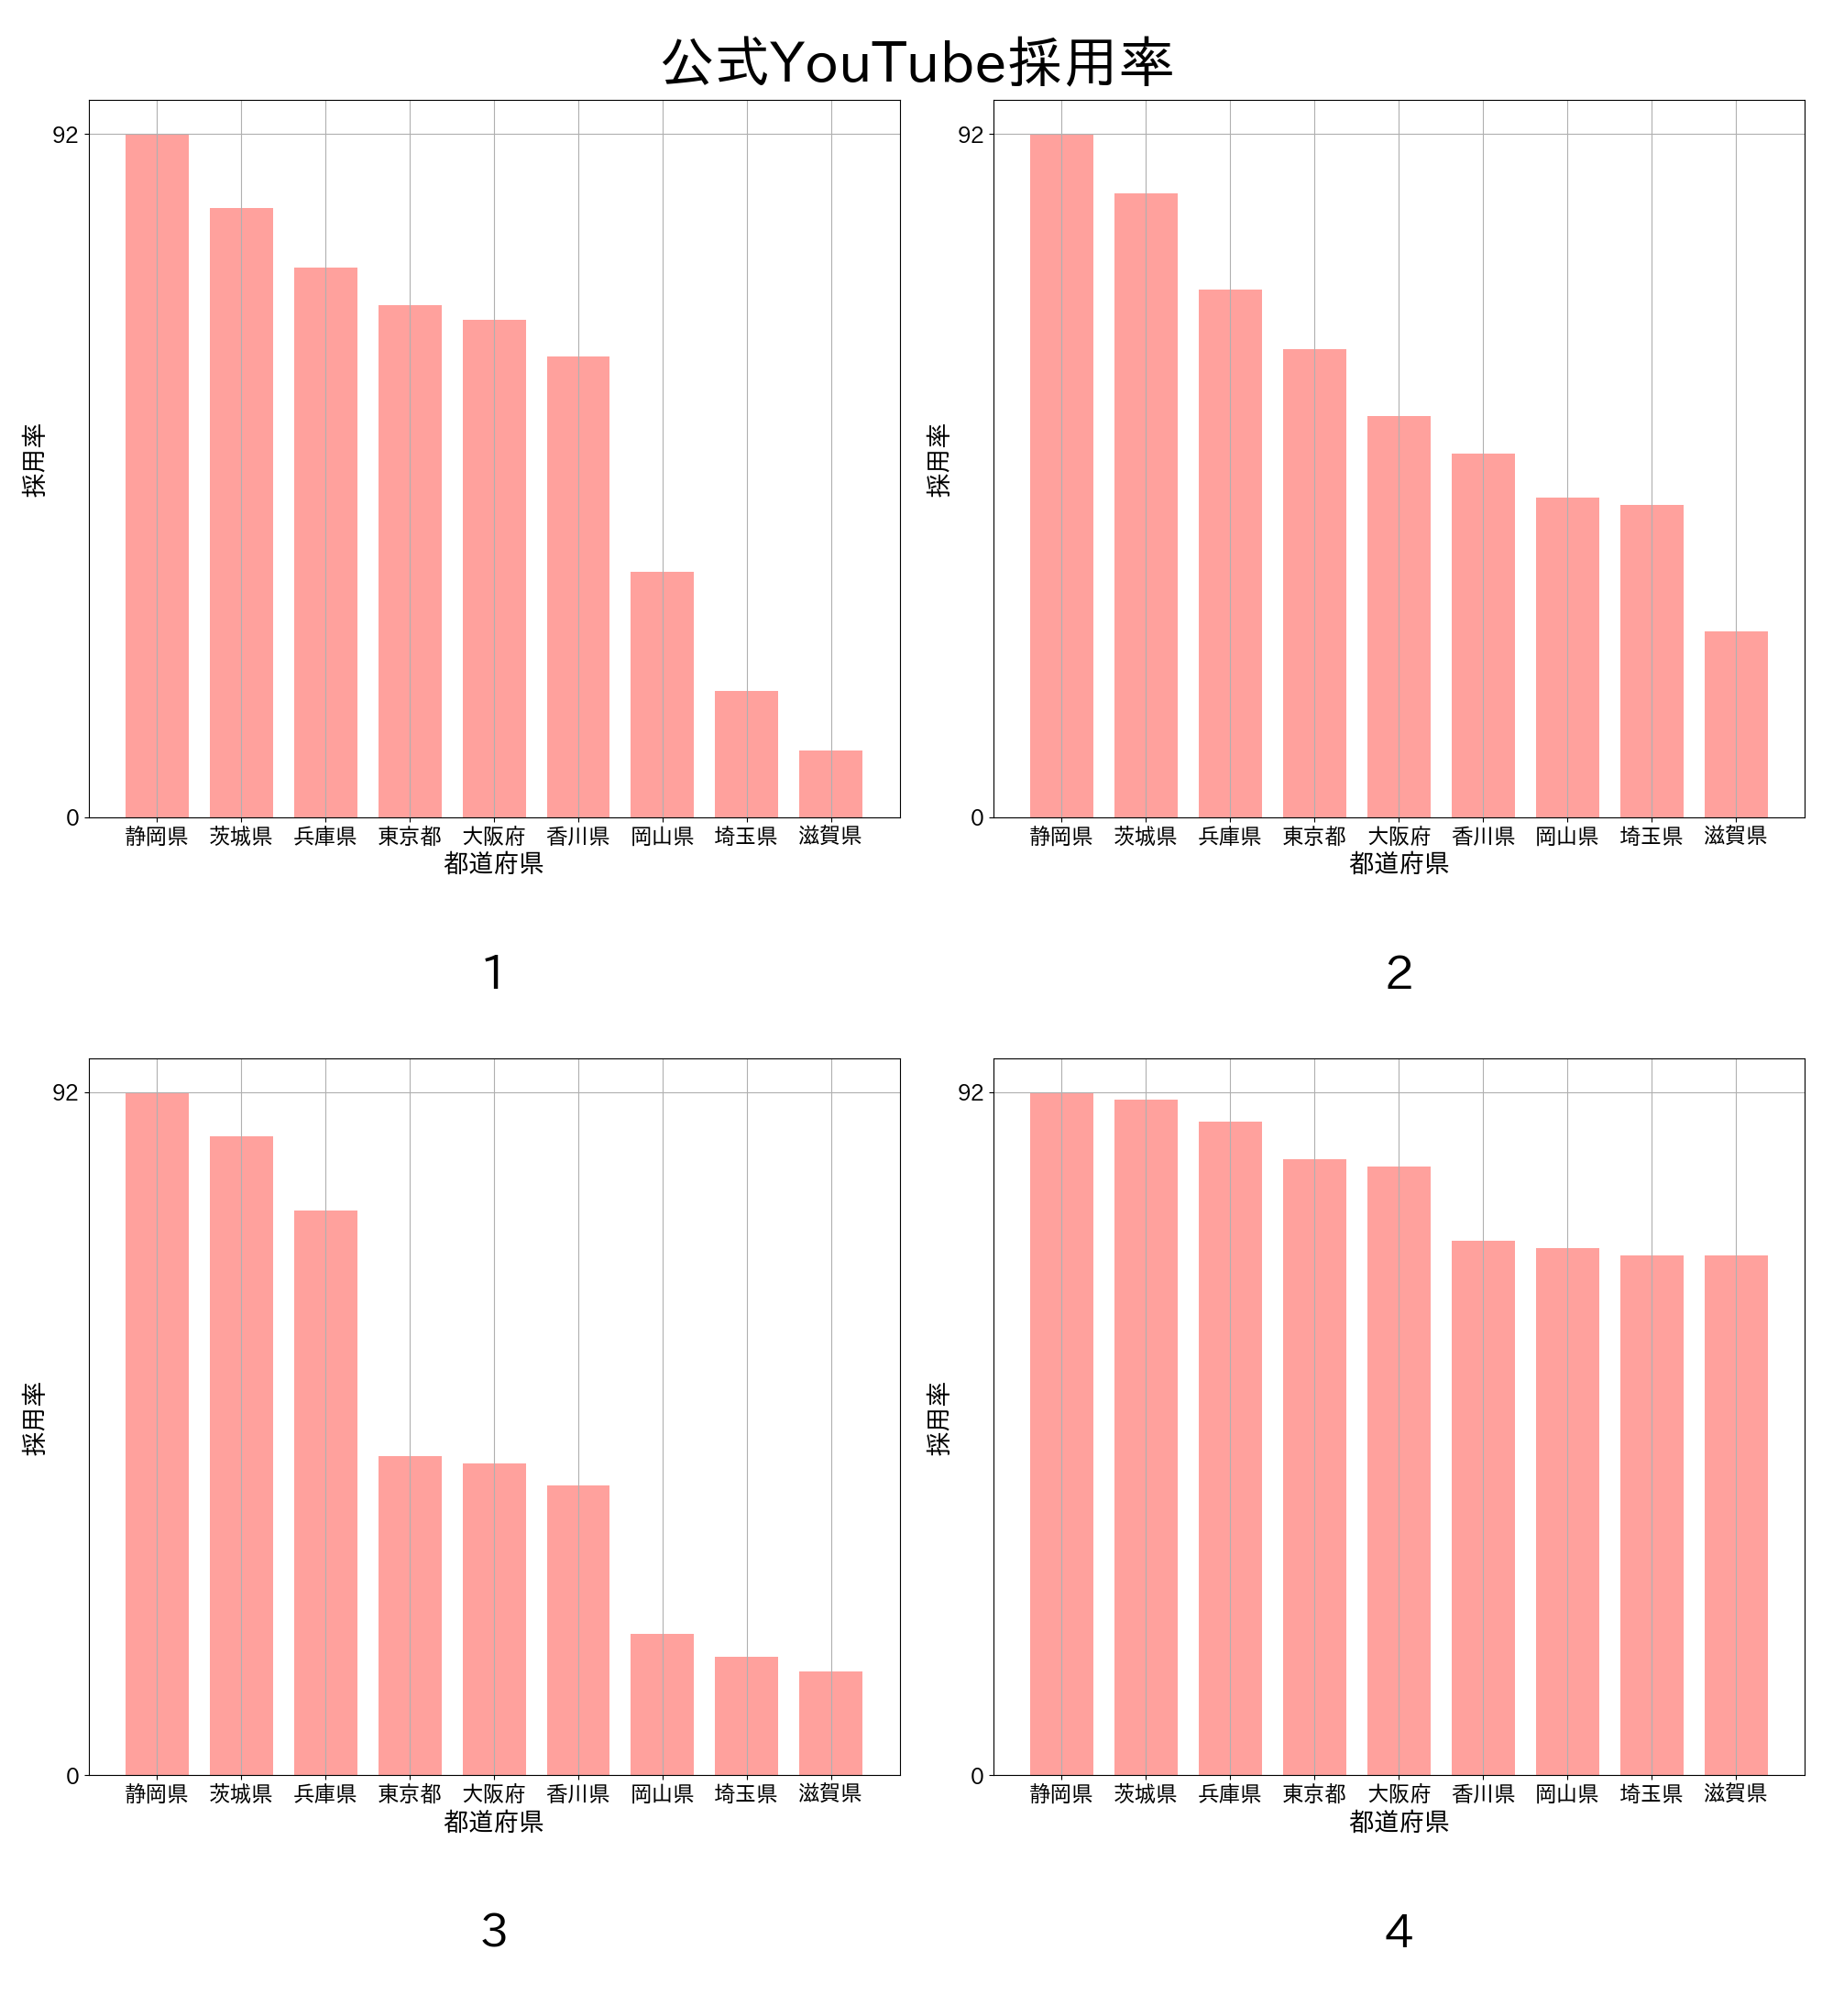 公式YouTube採用率
92
0
採用率
静岡県 茨城県 兵庫県 東京都 大阪府 香川県 岡山県 埼玉県 滋賀県
都道府県
1
92
0
採用率
静岡県 茨城県 兵庫県 東京都 大阪府 香川県 岡山県 埼玉県 滋賀県
都道府県
2
92
0
採用率
静岡県 茨城県 兵庫県 東京都 大阪府 香川県 岡山県 埼玉県 滋賀県
都道府県
3
92
0
採用率
静岡県 茨城県 兵庫県 東京都 大阪府 香川県 岡山県 埼玉県 滋賀県
都道府県
4